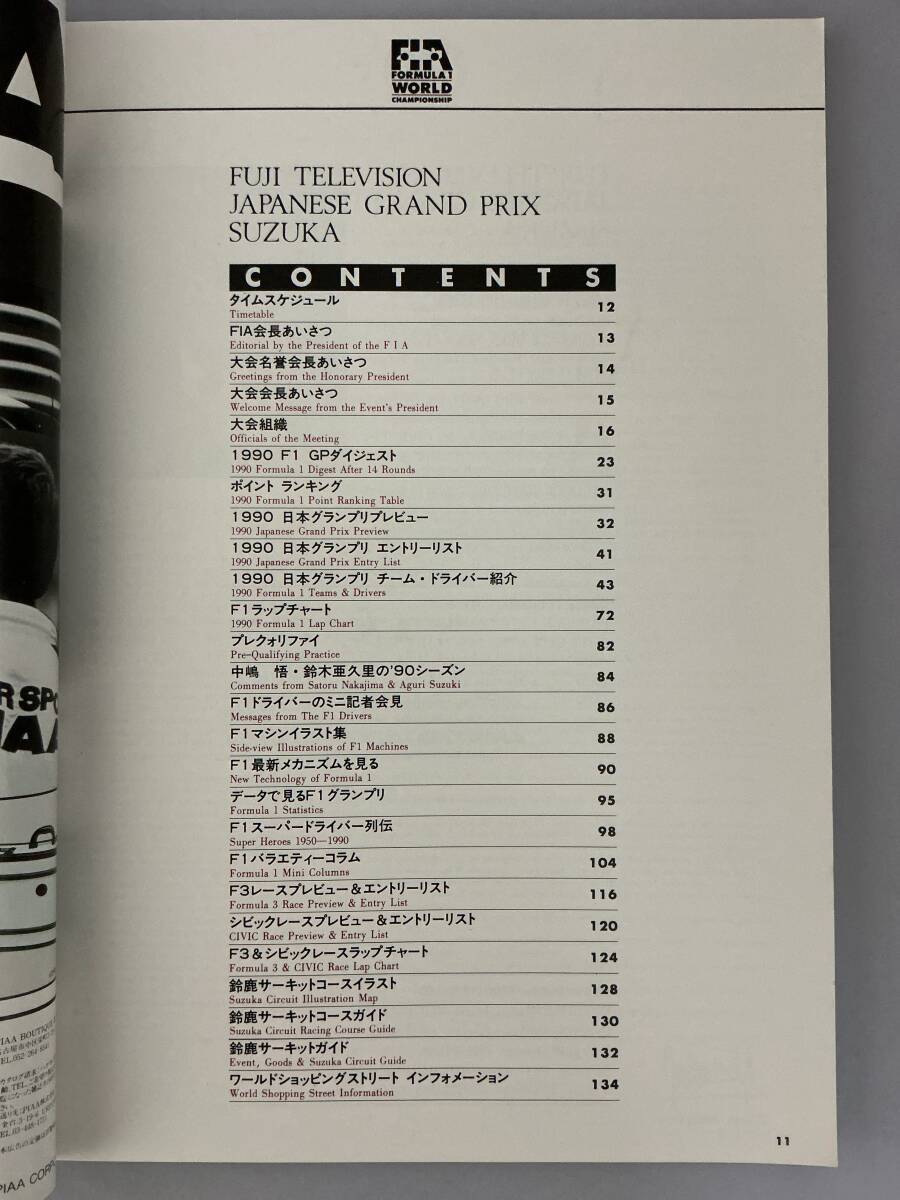 FIA
FORMULA 1
WORLD
CHAMPIONSHIP
FUJI TELEVISION
JAPANESE GRAND PRIX
SUZUKA
CONTENTS
タイムスケジュール
Timetable
12
FIA会長あいさつ
Editorial by the President of the F I A
13
大会名誉会長あいさつ
Greetings from the Honorary President
14
大会会長あいさつ
Welcome Message from the Event's President
15
大会組織
Officials of the Meeting
16
1990 F1 GPダイジェスト
1990 Formula 1 Digest After 14 Rounds
23
ポイント ランキング
1990 Formula 1 Point Ranking Table
31
1990 日本グランプリプレビュー
1990 Japanese Grand Prix Preview
32
1990 日本グランプリ エントリーリスト
1990 Japanese Grand Prix Entry List
41
1990 日本グランプリ チーム・ドライバー紹介
1990 Formula 1 Teams & Drivers
43
F1ラップチャート
1990 Formula 1 Lap Chart
72
プレクォリファイ
Pre-Qualifying Practice
82
中嶋 悟・鈴木亜久里の'90シーズン
Comments from Satoru Nakajima & Aguri Suzuki
84
F1ドライバーのミニ記者会見
Messages from The F1 Drivers
86
F1マシンイラスト集
Side-view Illustrations of F1 Machines
88
F1最新メカニズムを見る
New Technology of Formula 1
90
データで見るF1グランプリ
Formula 1 Statistics
95
F1スーパードライバー列伝
Super Heroes 1950—1990
98
F1バラエティーコラム
Formula 1 Mini Columns
104
F3レースプレビュー&エントリーリスト
Formula 3 Race Preview & Entry List
116
シビックレースプレビュー&エントリーリスト
CIVIC Race Preview & Entry List
120
F3&シビックレースラップチャート
Formula 3 & CIVIC Race Lap Chart
124
鈴鹿サーキットコースイラスト
Suzuka Circuit Illustration Map
128
鈴鹿サーキットコースガイド
Suzuka Circuit Racing Course Guide
130
鈴鹿サーキットガイド
Event, Goods & Suzuka Circuit Guide
132
ワールドショッピングストリート インフォメーション
World Shopping Street Information
134
11
PIAA BOUTIQUE
PIAA CORP